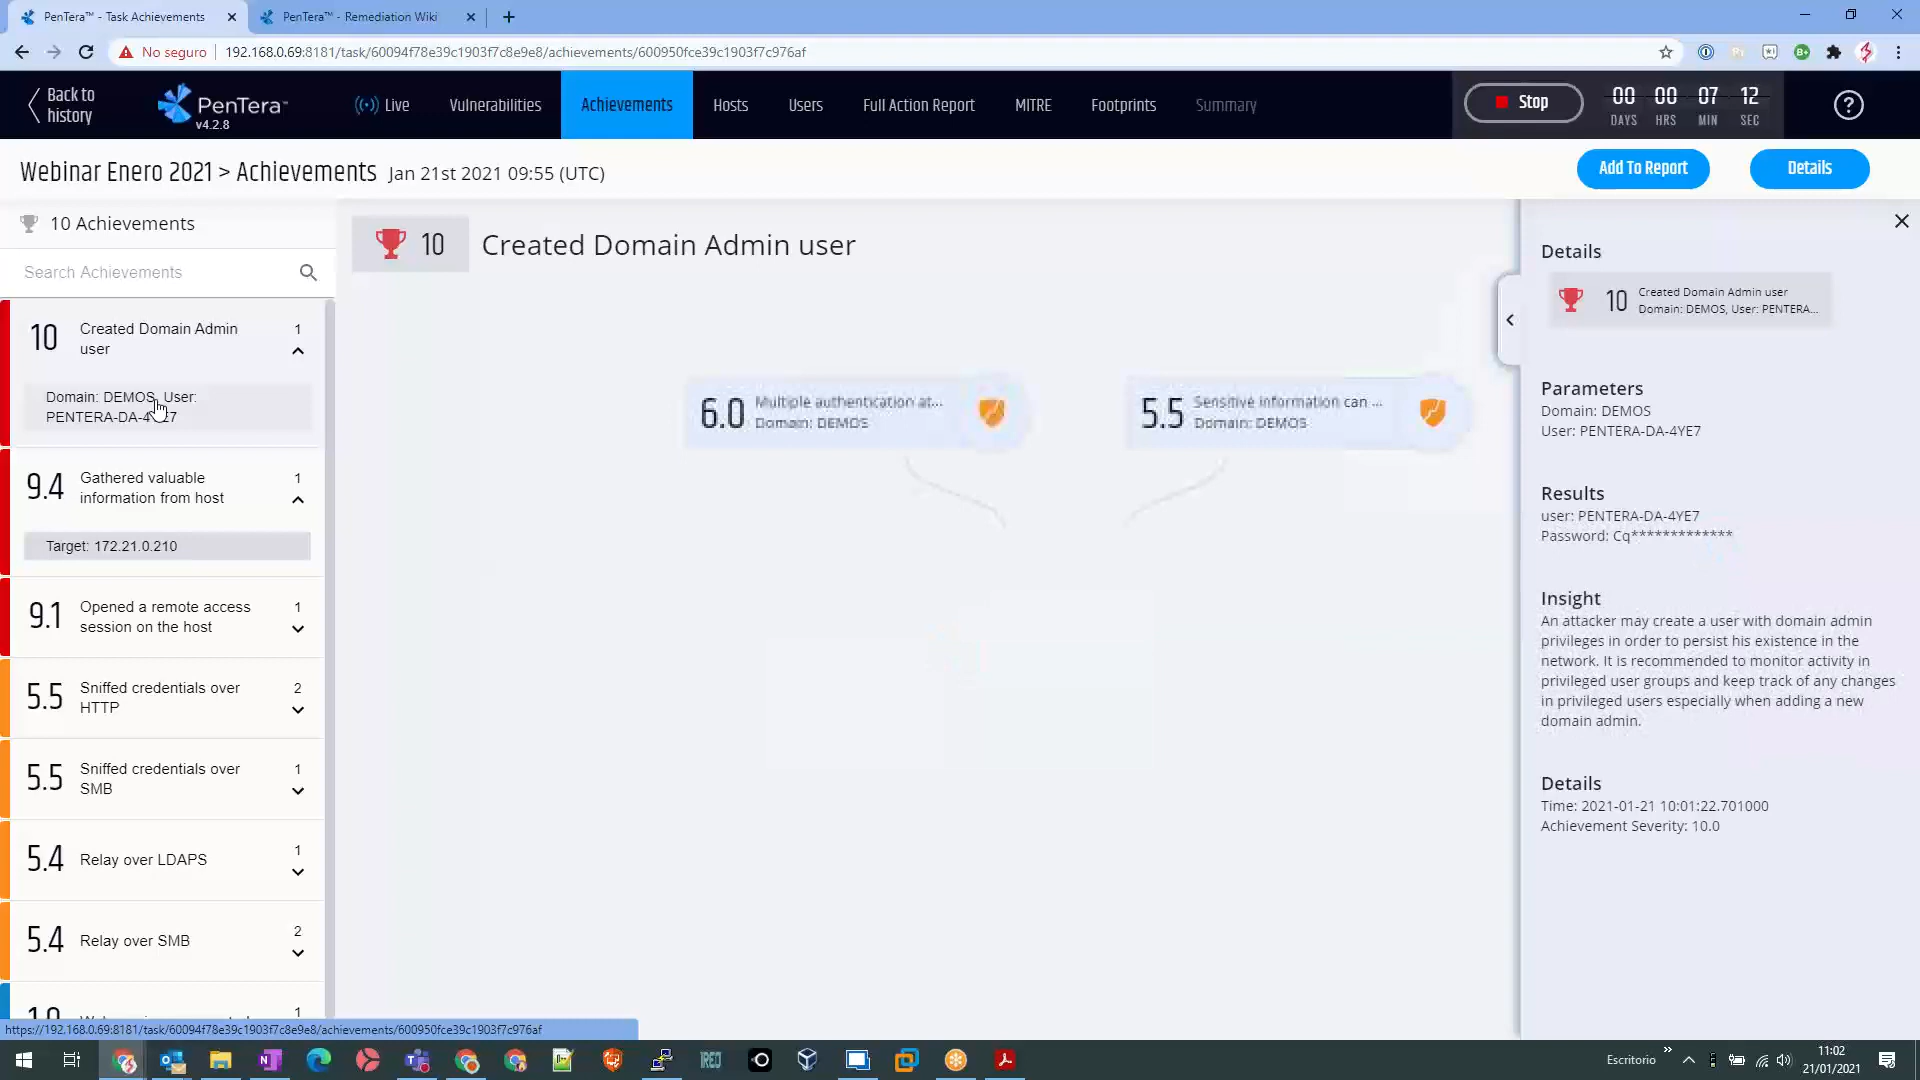 PenTera™ - Task Achievements
PenTera™ - Remediation Wiki
No seguro
192.168.0.69:8181/task/60094f78e39c1903f7c8e9e8/achievements/600950fce39c1903f7c976af
Back to
history
PenTera™
v4.2.8
Live
Vulnerabilities
Achievements
Hosts
Users
Full Action Report
MITRE
Footprints
Summary
Stop
00 00 07 12
DAYS HRS MIN SEC
Webinar Enero 2021 > Achievements Jan 21st 2021 09:55 (UTC)
Add To Report
Details
10 Achievements
Search Achievements
10 Created Domain Admin
user
1
Domain: DEMOS, User:
PENTERA-DA-4YE7
9.4 Gathered valuable
information from host
1
Target: 172.21.0.210
9.1 Opened a remote access
session on the host
1
5.5 Sniffed credentials over
HTTP
2
5.5 Sniffed credentials over
SMB
1
5.4 Relay over LDAPS
1
5.4 Relay over SMB
2
1
10 Created Domain Admin user
6.0 Multiple authentication at...
Domain: DEMOS
5.5 Sensitive information can ...
Domain: DEMOS
Details
10 Created Domain Admin user
Domain: DEMOS, User: PENTERA...
Parameters
Domain: DEMOS
User: PENTERA-DA-4YE7
Results
user: PENTERA-DA-4YE7
Password: Cq*************
Insight
An attacker may create a user with domain admin
privileges in order to persist his existence in the
network. It is recommended to monitor activity in
privileged user groups and keep track of any changes
in privileged users especially when adding a new
domain admin.
Details
Time: 2021-01-21 10:01:22.701000
Achievement Severity: 10.0
https://192.168.0.69:8181/task/60094f78e39c1903f7c8e9e8/achievements/600950fce39c1903f7c976af
Escritorio
11:02
21/01/2021